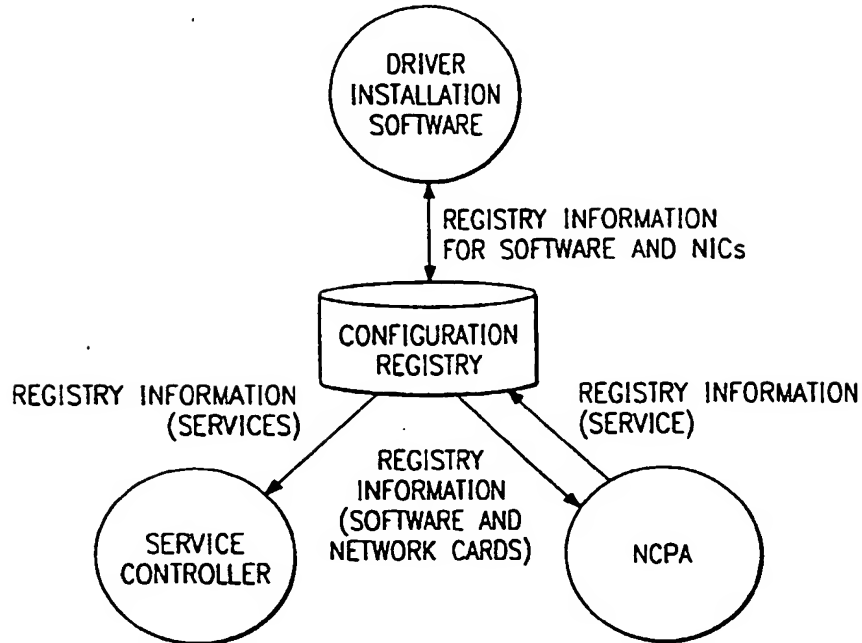 DRIVER
INSTALLATION
SOFTWARE
REGISTRY INFORMATION
FOR SOFTWARE AND NICs
CONFIGURATION
REGISTRY
REGISTRY INFORMATION
(SERVICES)
REGISTRY INFORMATION
(SERVICE)
REGISTRY
INFORMATION
(SOFTWARE AND
NETWORK CARDS)
SERVICE
CONTROLLER
NCPA